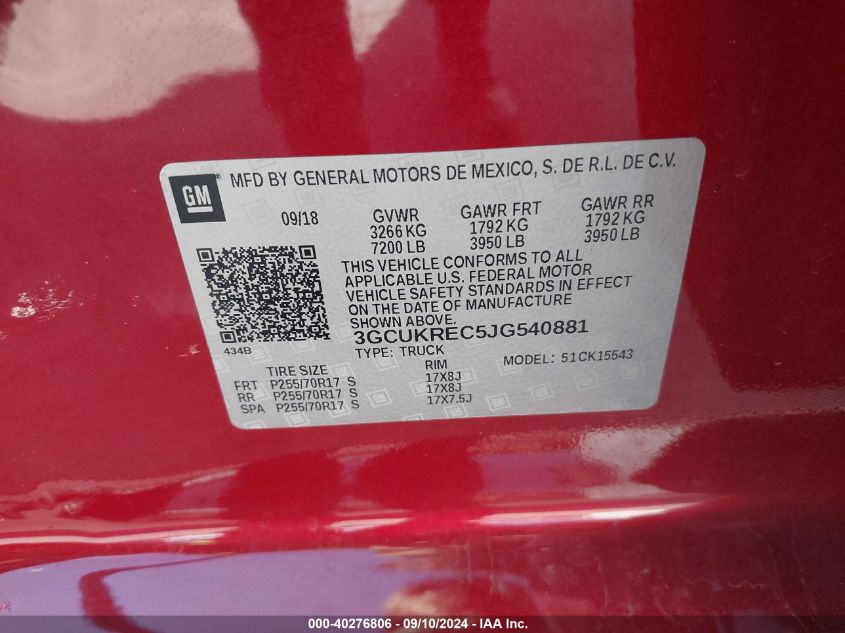 GM
MFD BY GENERAL MOTORS DE MEXICO, S. DE R.L. DE C.V.
09/18 GVWR GAWR FRT GAWR RR
3266 KG 1792 KG 1792 KG
7200 LB 3950 LB 3950 LB
THIS VEHICLE CONFORMS TO ALL
APPLICABLE U.S. FEDERAL MOTOR
VEHICLE SAFETY STANDARDS IN EFFECT
ON THE DATE OF MANUFACTURE
SHOWN ABOVE.
3GCUKREC5JG540881
434B
TYPE: TRUCK MODEL: 51CK15543
TIRE SIZE RIM
FRT P255/70R17 S 17X8J
RR P255/70R17 S 17X8J
SPA P255/70R17 S 17X7.5J
000-40276806 - 09/10/2024 - IAA Inc.